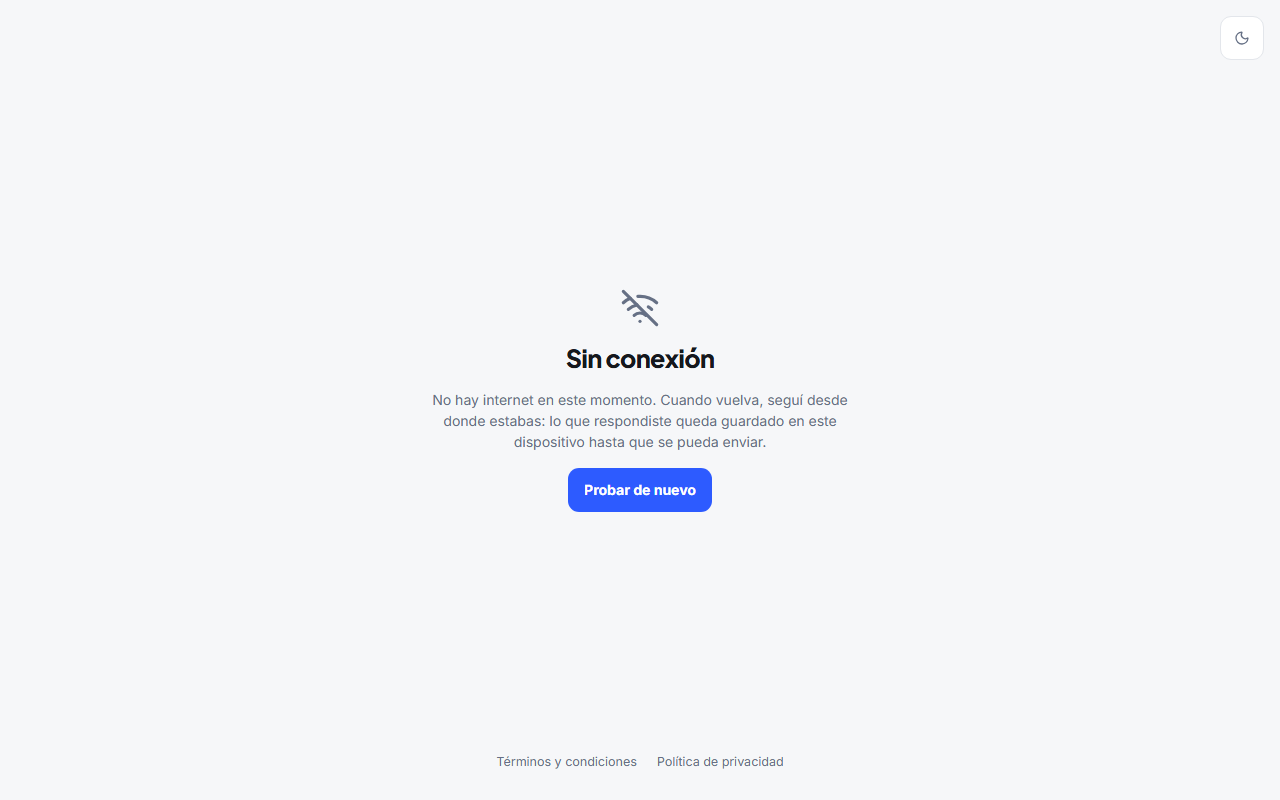 Sin conexión
No hay internet en este momento. Cuando vuelva, seguí desde
donde estabas: lo que respondiste queda guardado en este
dispositivo hasta que se pueda enviar.
Probar de nuevo
Términos y condiciones
Política de privacidad